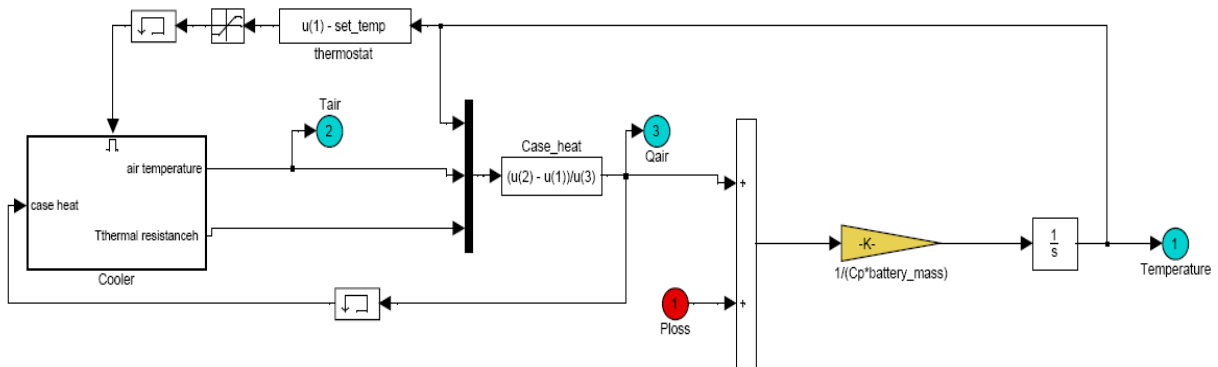 u(1) - set_temp
thermostat
Tair
2
3
Qair
Case_heat
(u(2) - u(1))/u(3)
air temperature
case heat
Tthermal resistanceh
Cooler
+
+
-K-
1/(Cp*battery_mass)
1
s
1
Temperature
1
Ploss